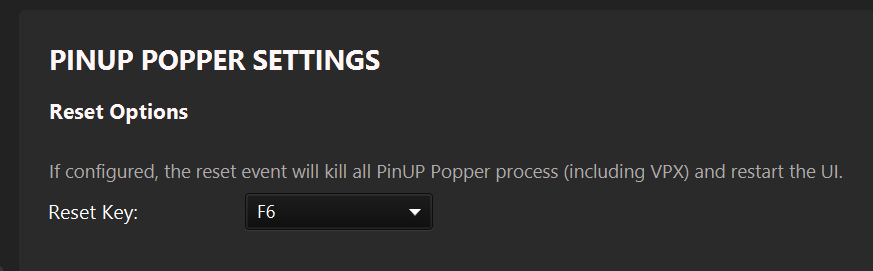 PINUP POPPER SETTINGS
Reset Options
If configured, the reset event will kill all PinUP Popper process (including VPX) and restart the UI.
Reset Key:
F6